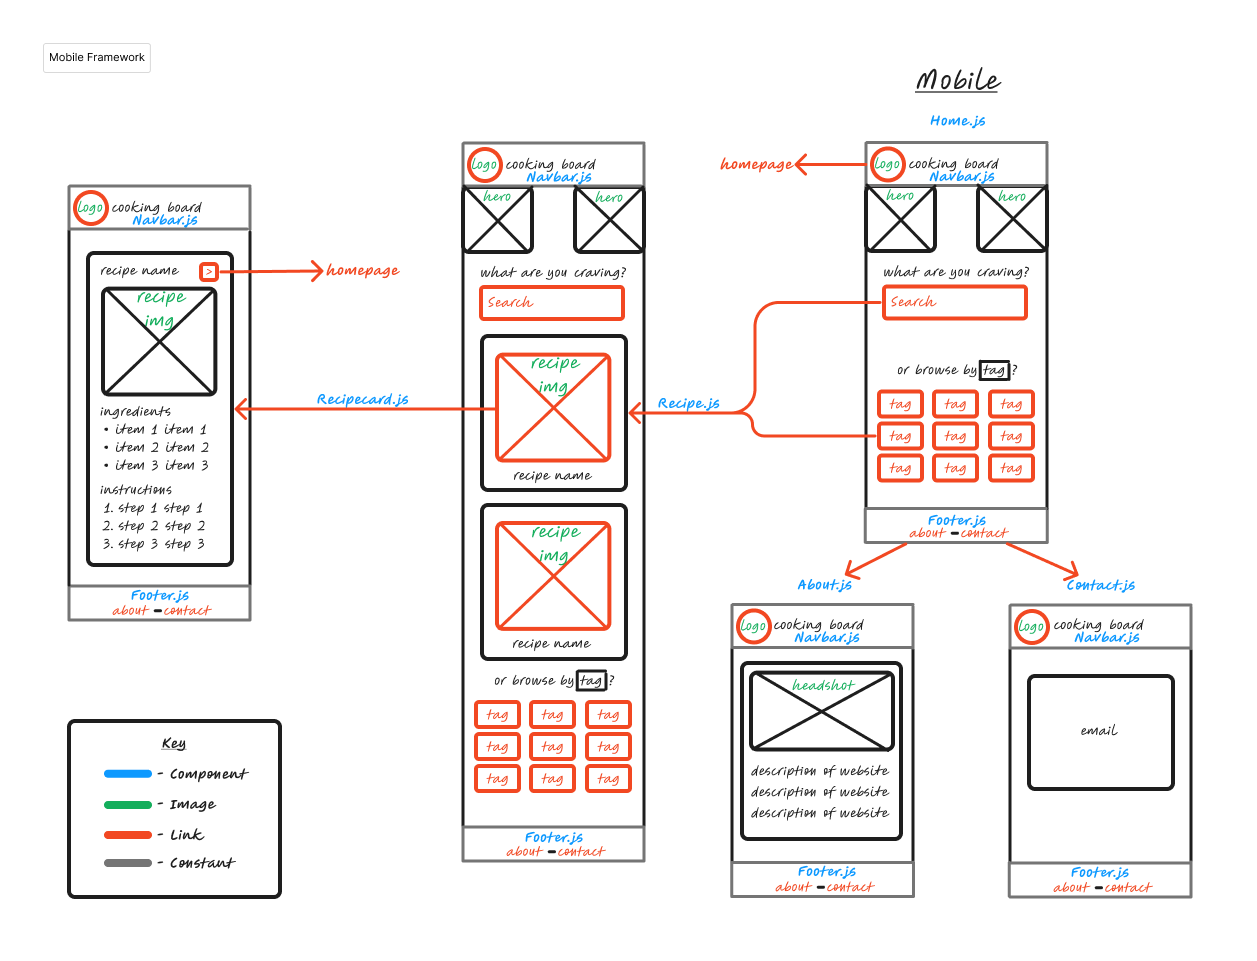 Mobile Framework
Mobile
Home.js
Logo cooking board
Navbar.js
recipe name >
homepage
recipe
img
ingredients
• item 1 item 1
• item 2 item 2
• item 3 item 3
instructions
1. step 1 step 1
2. step 2 step 2
3. step 3 step 3
Footer.js
about - contact
Recipecard.js
Logo cooking board
Navbar.js
hero hero
what are you craving?
Search
recipe
img
recipe name
recipe
img
recipe name
or browse by tag ?
tag tag tag
tag tag tag
tag tag tag
Footer.js
about - contact
Recipe.js
homepage
Logo cooking board
Navbar.js
hero hero
what are you craving?
Search
or browse by tag ?
tag tag tag
tag tag tag
tag tag tag
Footer.js
about - contact
About.js
Logo cooking board
Navbar.js
headshot
description of website
description of website
description of website
Footer.js
about - contact
Contact.js
Logo cooking board
Navbar.js
email
Footer.js
about - contact
Key
- Component
- Image
- Link
- Constant